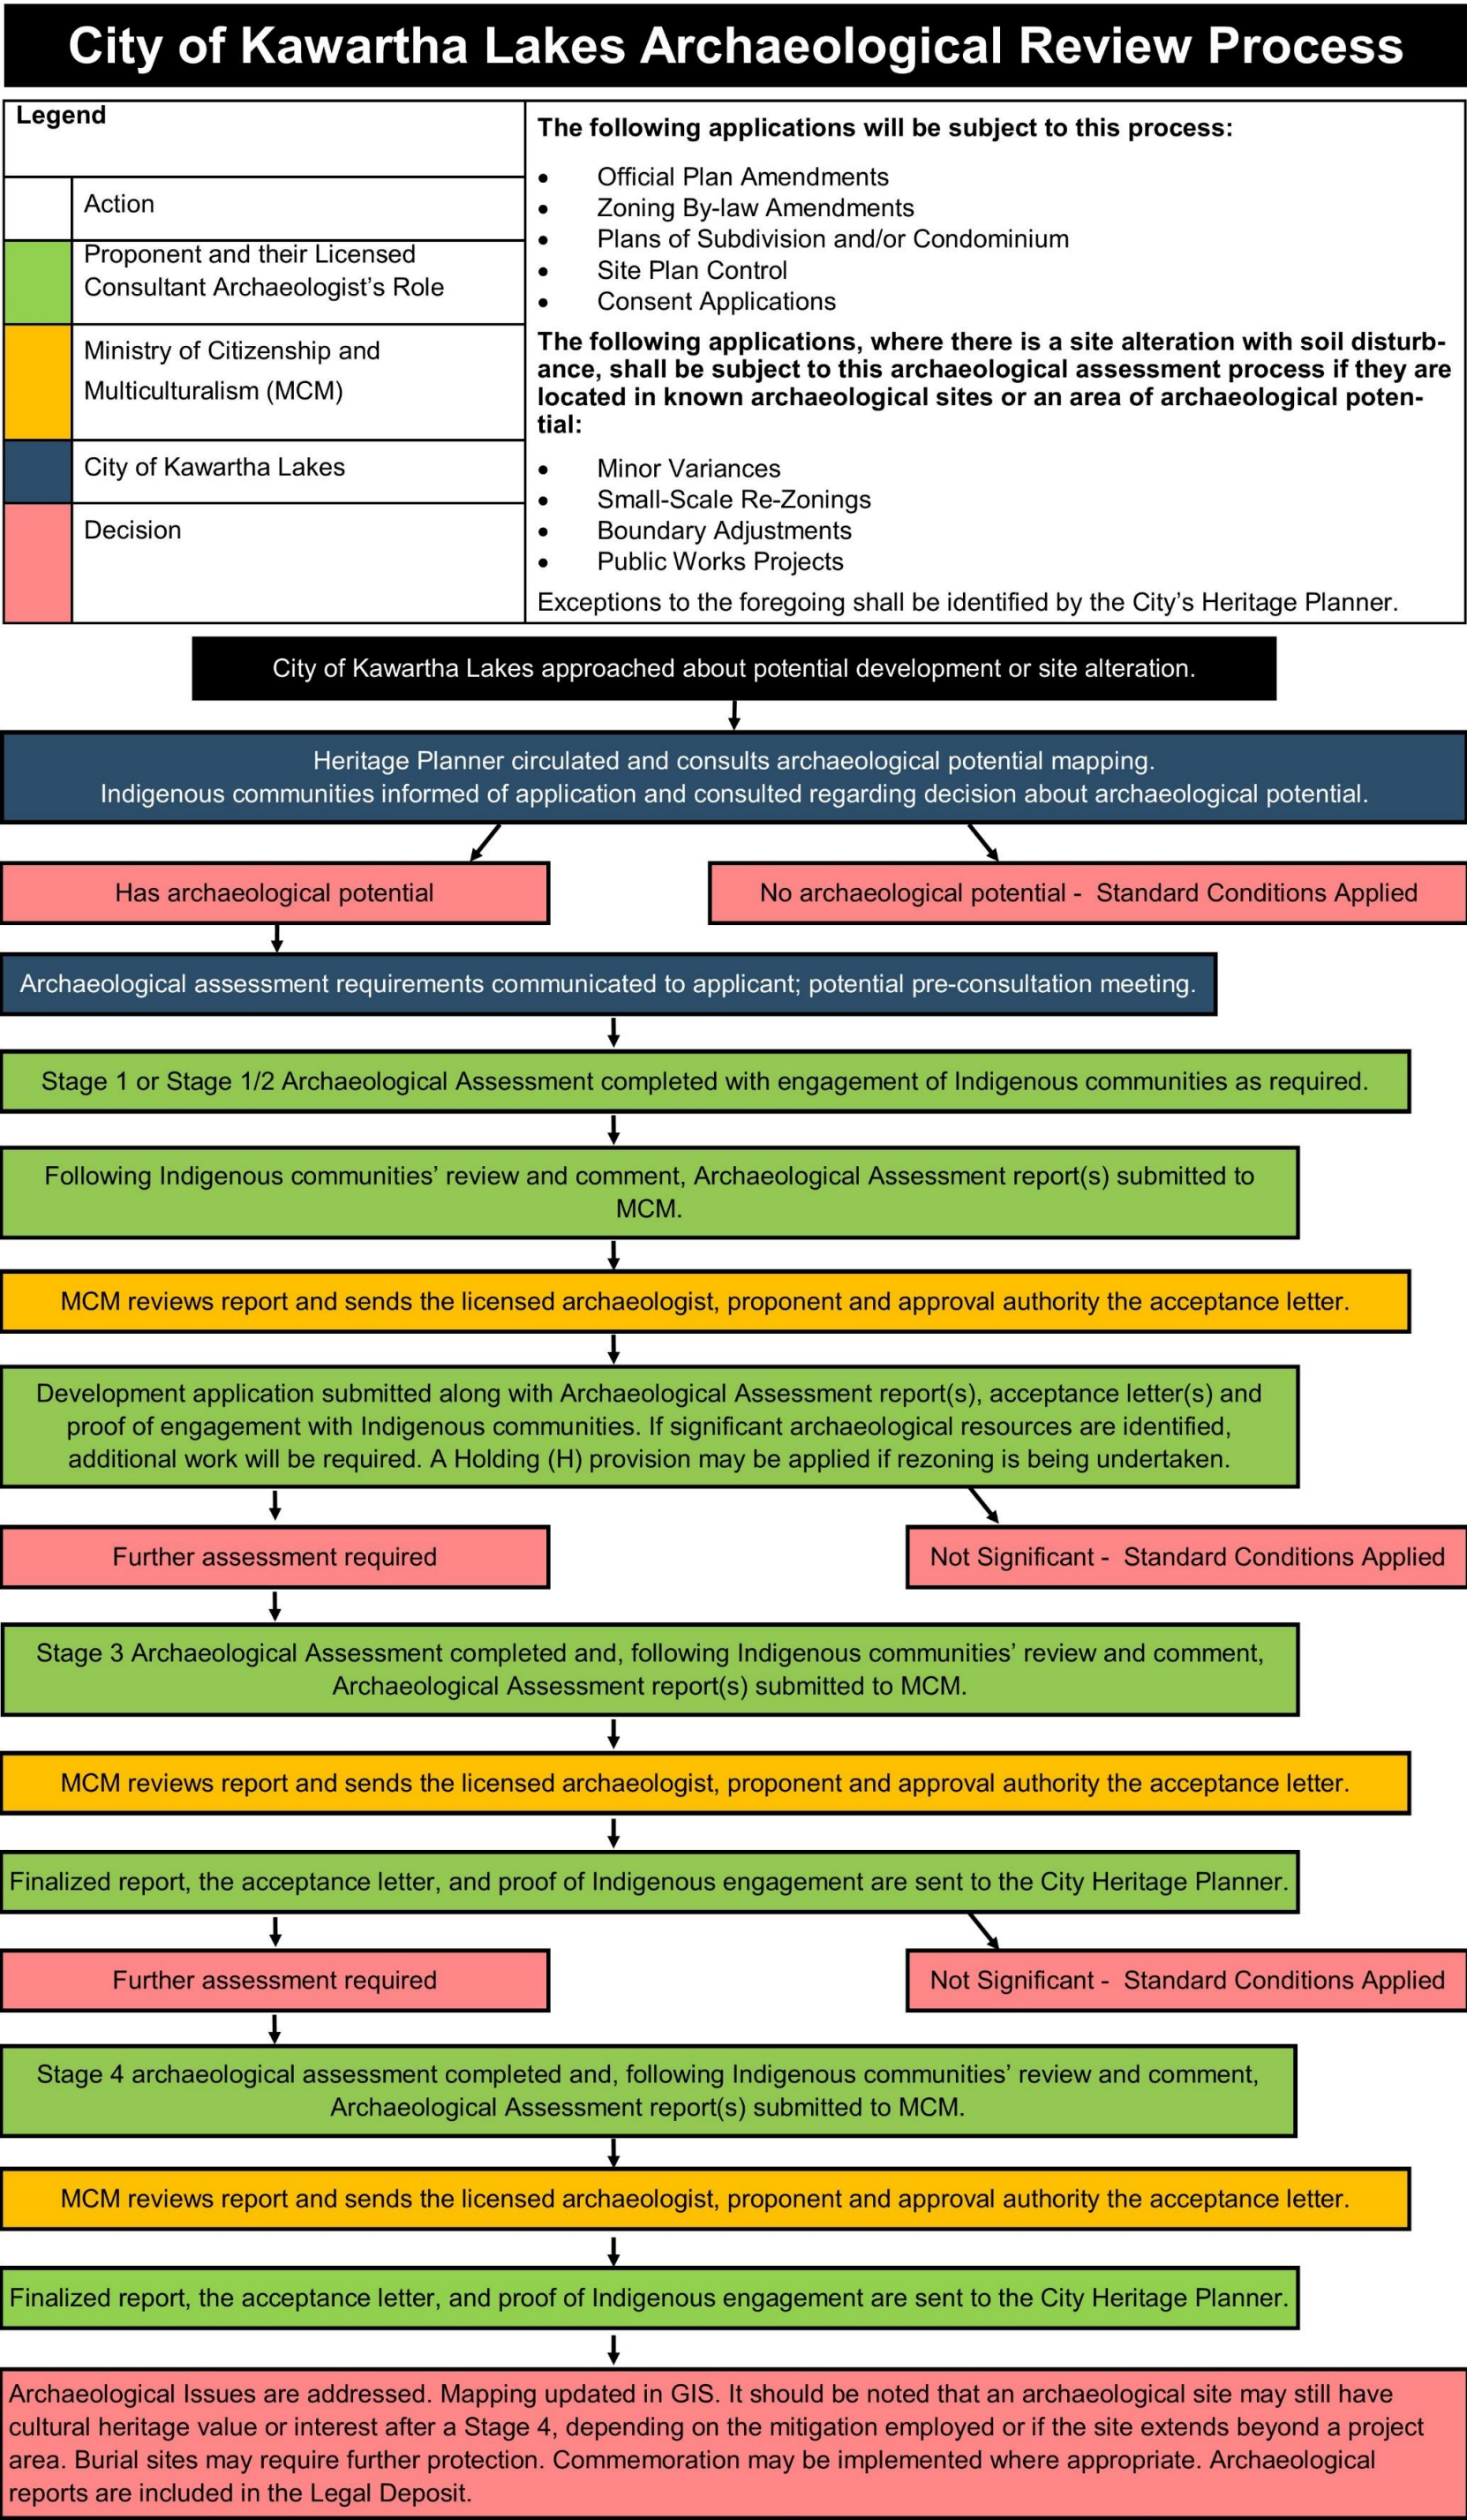 City of Kawartha Lakes Archaeological Review Process
Legend
Action
Proponent and their Licensed
Consultant Archaeologist’s Role
Ministry of Citizenship and
Multiculturalism (MCM)
City of Kawartha Lakes
Decision
The following applications will be subject to this process:
• Official Plan Amendments
• Zoning By-law Amendments
• Plans of Subdivision and/or Condominium
• Site Plan Control
• Consent Applications
The following applications, where there is a site alteration with soil disturb-
ance, shall be subject to this archaeological assessment process if they are
located in known archaeological sites or an area of archaeological poten-
tial:
• Minor Variances
• Small-Scale Re-Zonings
• Boundary Adjustments
• Public Works Projects
Exceptions to the foregoing shall be identified by the City’s Heritage Planner.
City of Kawartha Lakes approached about potential development or site alteration.
Heritage Planner circulated and consults archaeological potential mapping.
Indigenous communities informed of application and consulted regarding decision about archaeological potential.
Has archaeological potential
No archaeological potential - Standard Conditions Applied
Archaeological assessment requirements communicated to applicant; potential pre-consultation meeting.
Stage 1 or Stage 1/2 Archaeological Assessment completed with engagement of Indigenous communities as required.
Following Indigenous communities’ review and comment, Archaeological Assessment report(s) submitted to
MCM.
MCM reviews report and sends the licensed archaeologist, proponent and approval authority the acceptance letter.
Development application submitted along with Archaeological Assessment report(s), acceptance letter(s) and
proof of engagement with Indigenous communities. If significant archaeological resources are identified,
additional work will be required. A Holding (H) provision may be applied if rezoning is being undertaken.
Further assessment required
Not Significant - Standard Conditions Applied
Stage 3 Archaeological Assessment completed and, following Indigenous communities’ review and comment,
Archaeological Assessment report(s) submitted to MCM.
MCM reviews report and sends the licensed archaeologist, proponent and approval authority the acceptance letter.
Finalized report, the acceptance letter, and proof of Indigenous engagement are sent to the City Heritage Planner.
Further assessment required
Not Significant - Standard Conditions Applied
Stage 4 archaeological assessment completed and, following Indigenous communities’ review and comment,
Archaeological Assessment report(s) submitted to MCM.
MCM reviews report and sends the licensed archaeologist, proponent and approval authority the acceptance letter.
Finalized report, the acceptance letter, and proof of Indigenous engagement are sent to the City Heritage Planner.
Archaeological Issues are addressed. Mapping updated in GIS. It should be noted that an archaeological site may still have
cultural heritage value or interest after a Stage 4, depending on the mitigation employed or if the site extends beyond a project
area. Burial sites may require further protection. Commemoration may be implemented where appropriate. Archaeological
reports are included in the Legal Deposit.